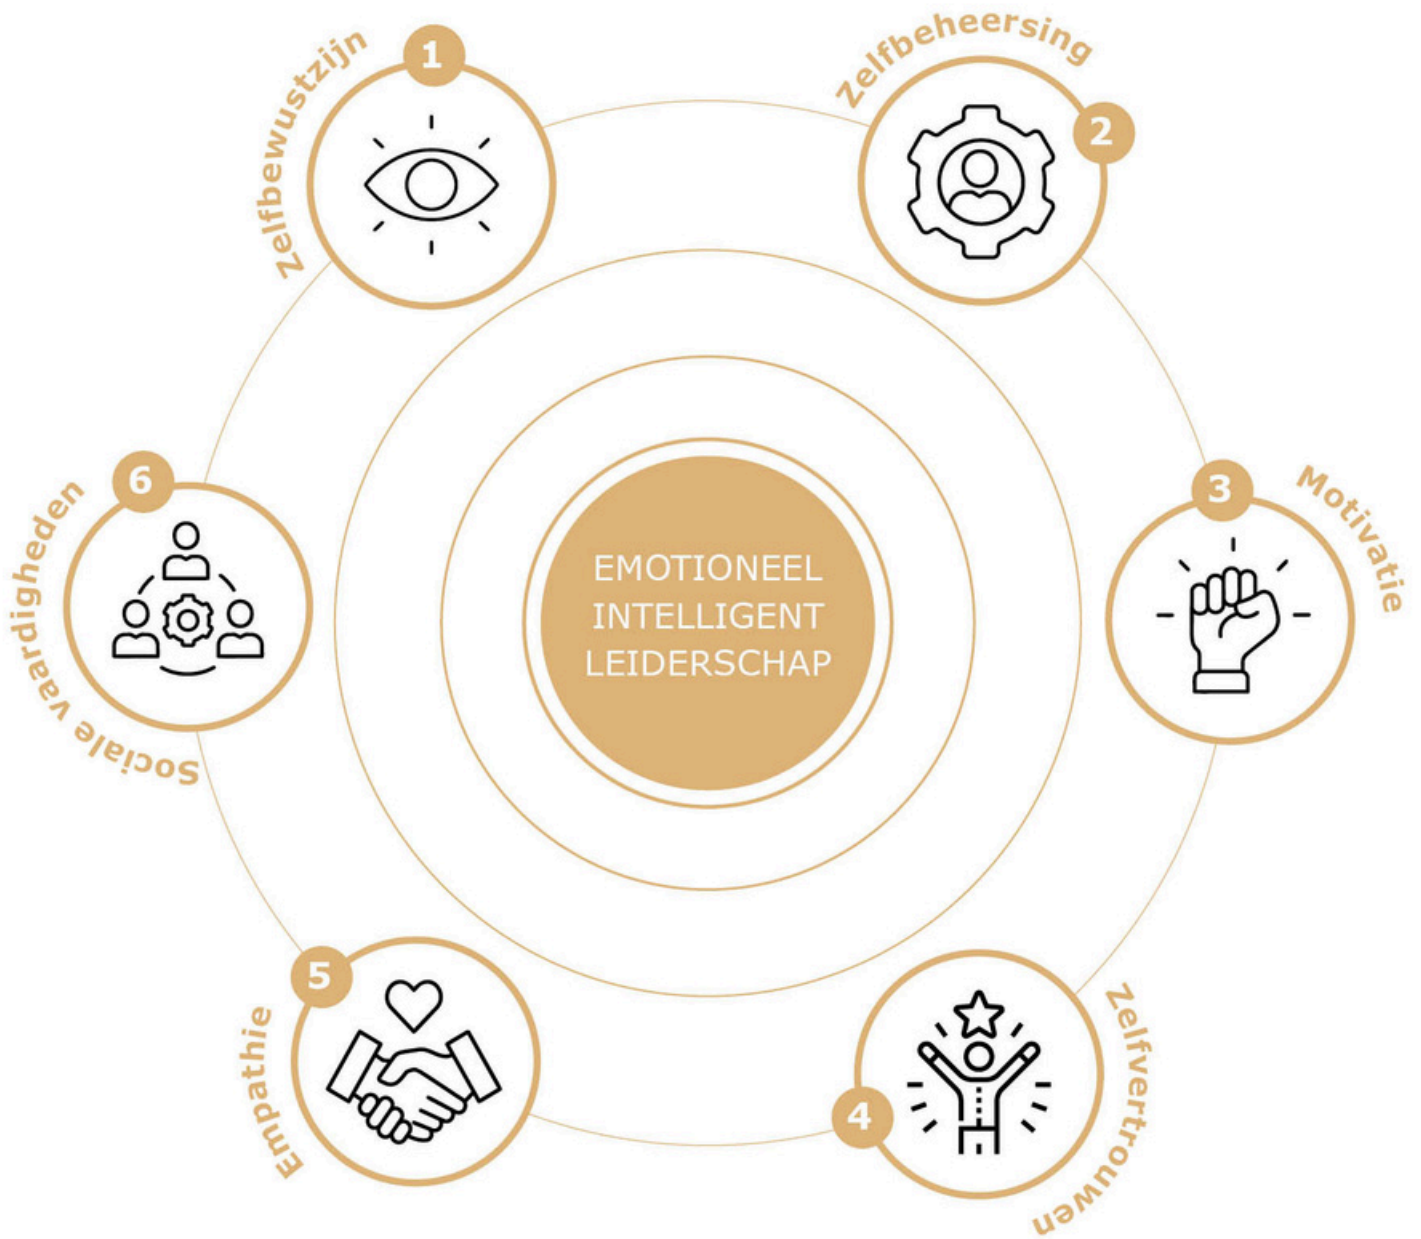 1
Zelfbewustzijn
2
Zelfbeheersing
3
Motivatie
4
Zelfvertrouwen
5
Empathie
6
Sociale vaardigheden
EMOTIONEEL
INTELLIGENT
LEIDERSCHAP